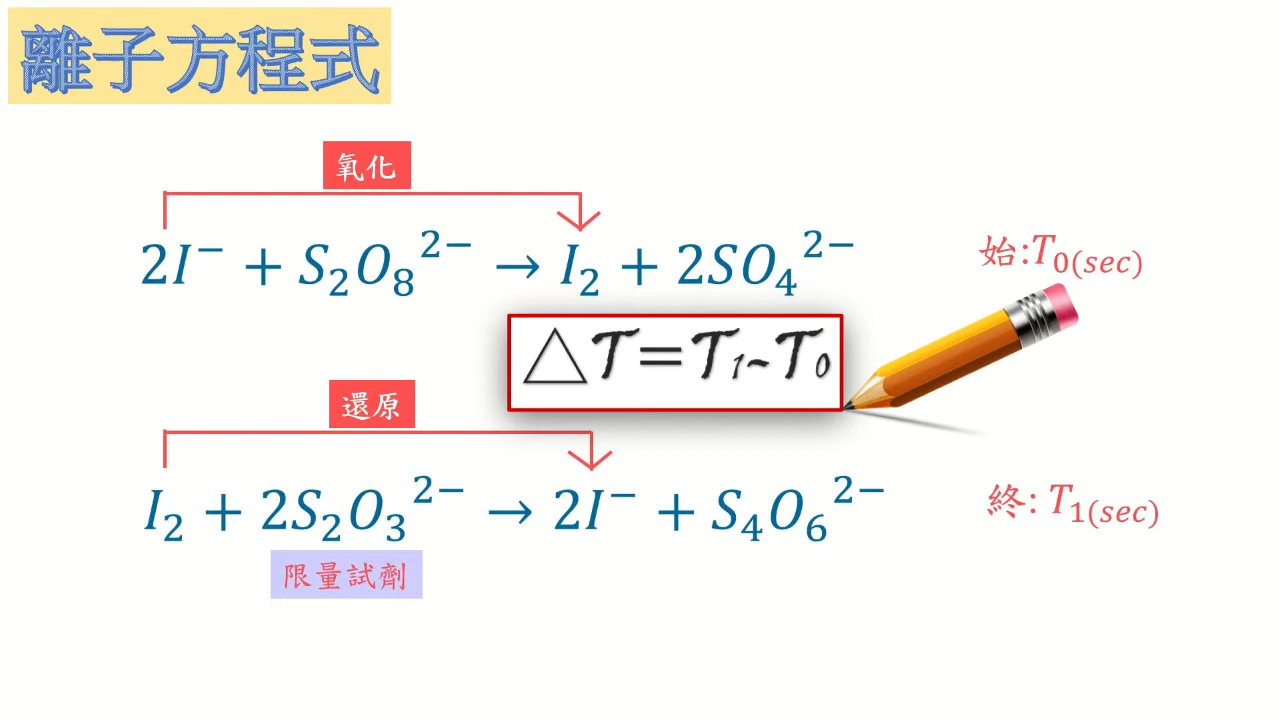 離子方程式
氧化
2I⁻ + S₂O₈²⁻ → I₂ + 2SO₄²⁻
始:T₀₍sec₎
△T=T₁-T₀
還原
I₂ + 2S₂O₃²⁻ → 2I⁻ + S₄O₆²⁻
終: T₁₍sec₎
限量試劑